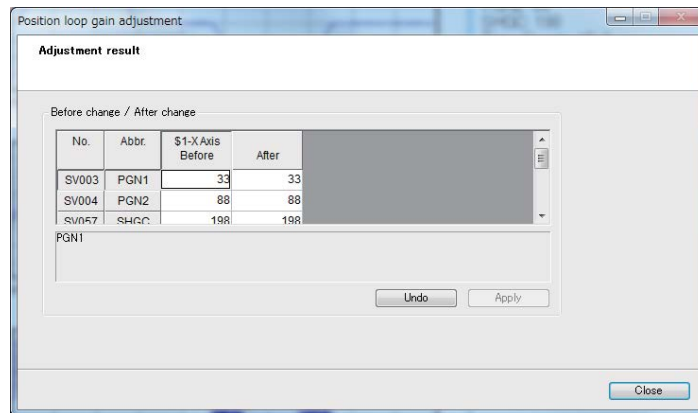 Position loop gain adjustment
Adjustment result
Before change / After change
No. Abbr. $1-X Axis Before After
SV003 PGN1 33 33
SV004 PGN2 88 88
SV057 SHGC 198 198
PGN1
Undo Apply
Close